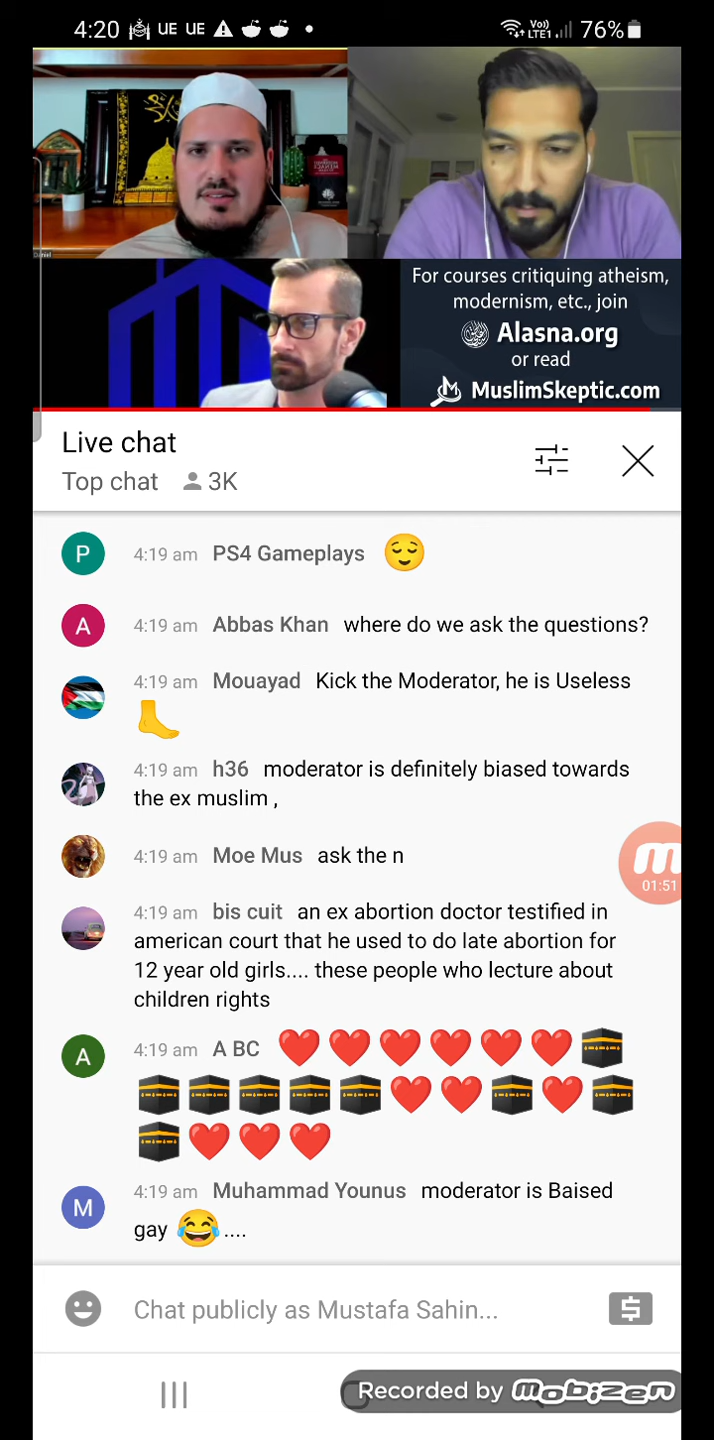 4:20 UE UE Vo)) LTE1 76%
Daniel
For courses critiquing atheism,
modernism, etc., join
Alasna.org
or read
MuslimSkeptic.com
Live chat
Top chat 3K
P 4:19 am PS4 Gameplays 😌
A 4:19 am Abbas Khan where do we ask the questions?
4:19 am Mouayad Kick the Moderator, he is Useless
🦶
4:19 am h36 moderator is definitely biased towards
the ex muslim ,
4:19 am Moe Mus ask the n
01:51
4:19 am bis cuit an ex abortion doctor testified in
american court that he used to do late abortion for
12 year old girls.... these people who lecture about
children rights
A 4:19 am A BC ❤️❤️❤️❤️❤️❤️🕋
🕋🕋🕋🕋🕋❤️❤️🕋❤️🕋
🕋❤️❤️❤️
M 4:19 am Muhammad Younus moderator is Baised
gay 😂....
Chat publicly as Mustafa Sahin...
Recorded by mobizen